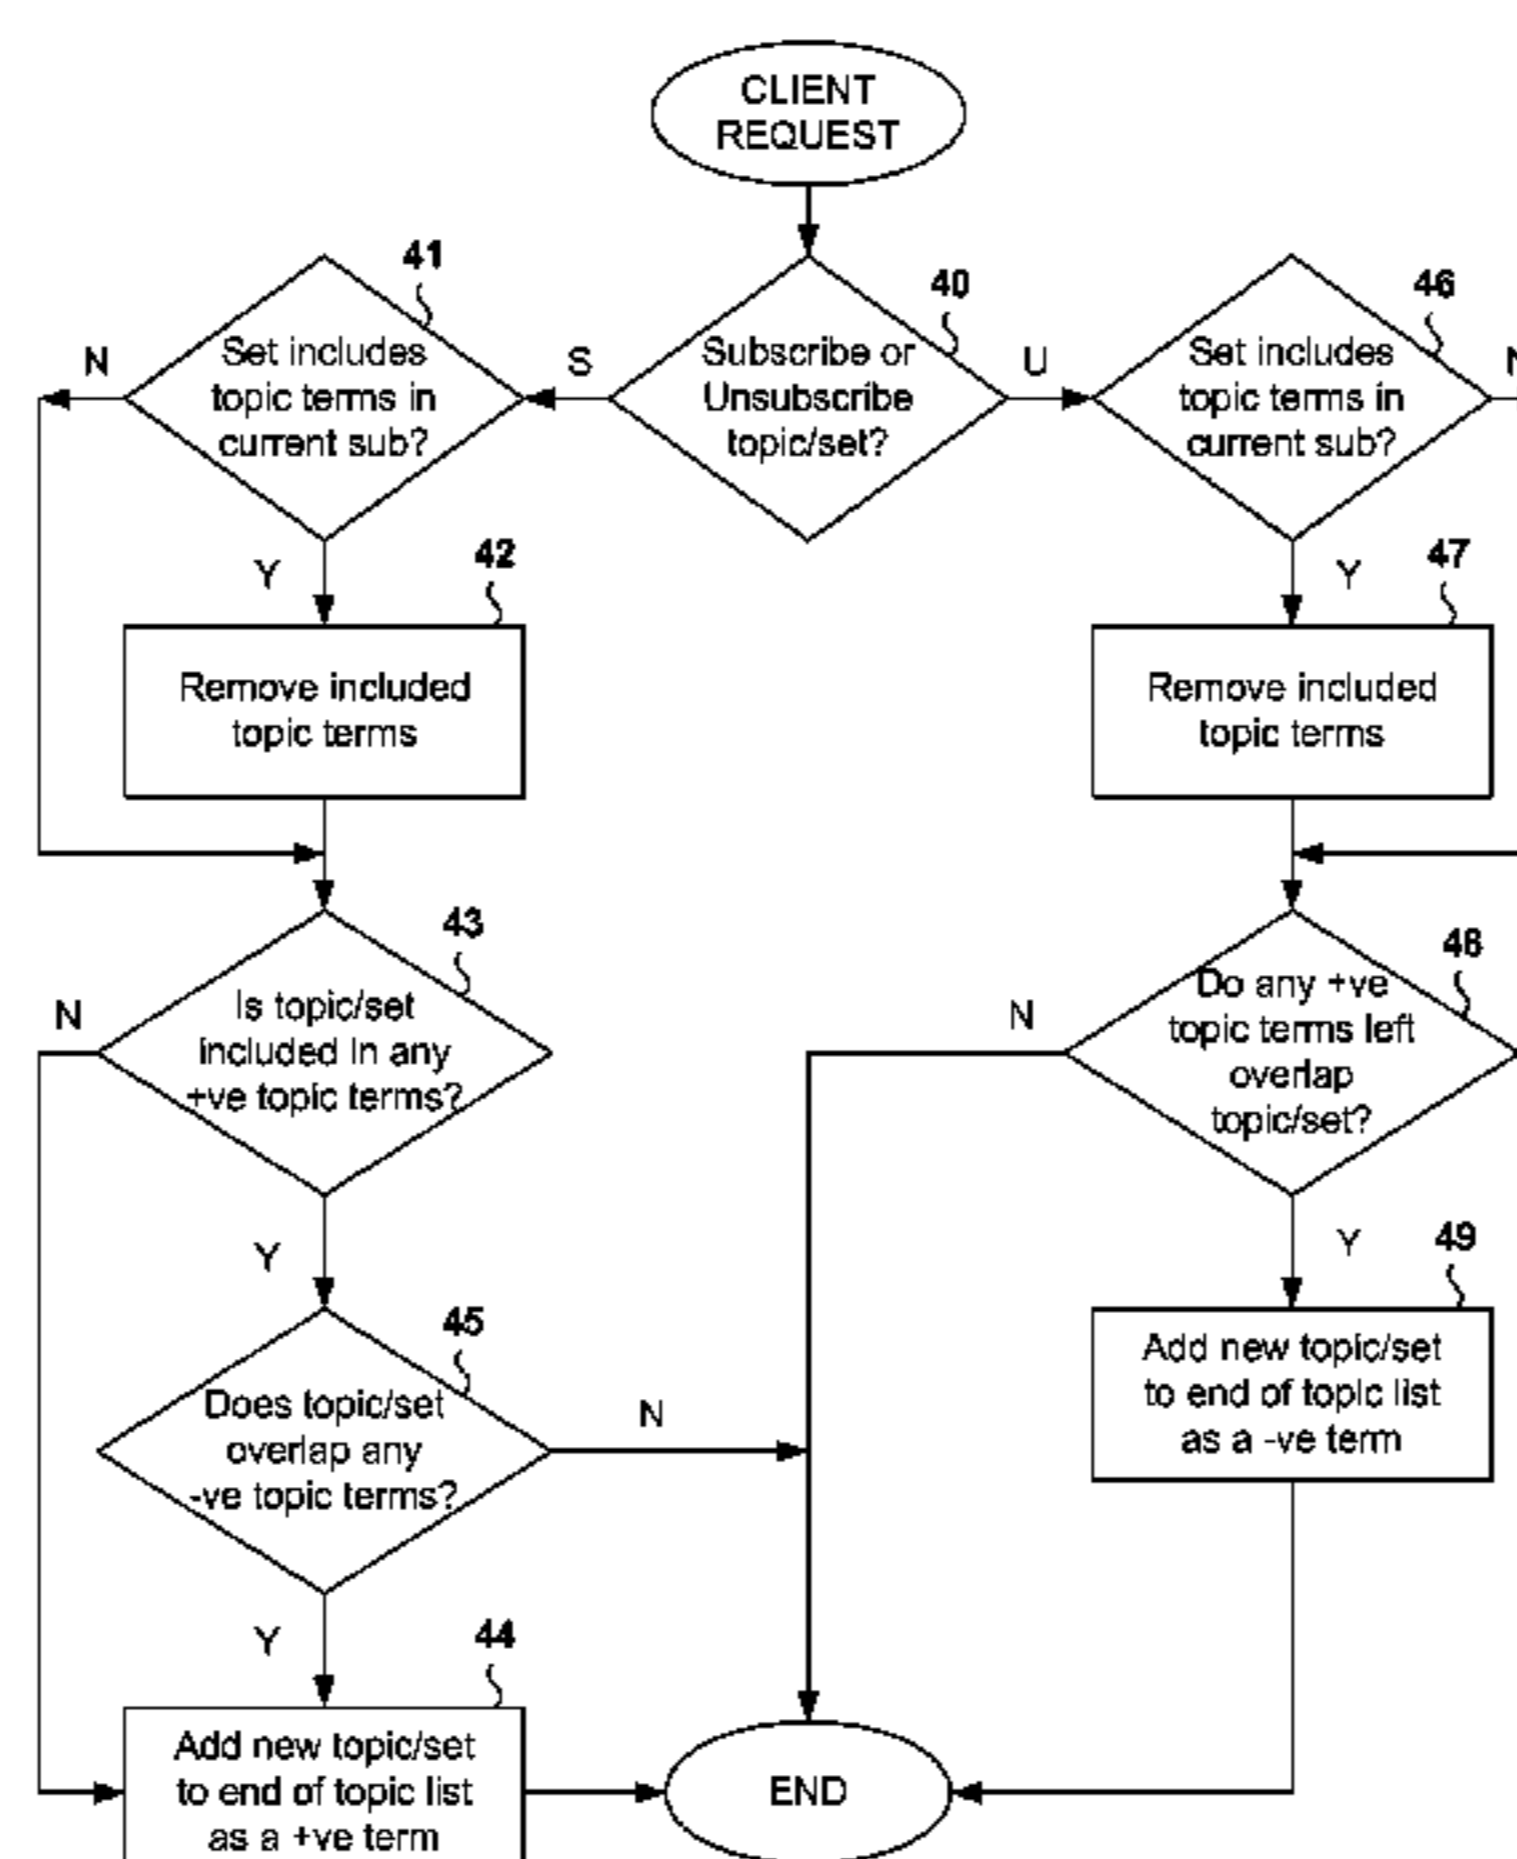 CLIENT
REQUEST
41
40
46
N
Set includes
topic terms in
current sub?
S
Subscribe or
Unsubscribe
topic/set?
U
Set includes
topic terms in
current sub?
Y
42
Y
47
Remove included
topic terms
Remove included
topic terms
43
48
N
Is topic/set
included in any
+ve topic terms?
N
Do any +ve
topic terms left
overlap
topic/set?
Y
Y
49
45
Does topic/set
overlap any
-ve topic terms?
N
Add new topic/set
to end of topic list
as a -ve term
Y
44
Add new topic/set
to end of topic list
as a +ve term
END